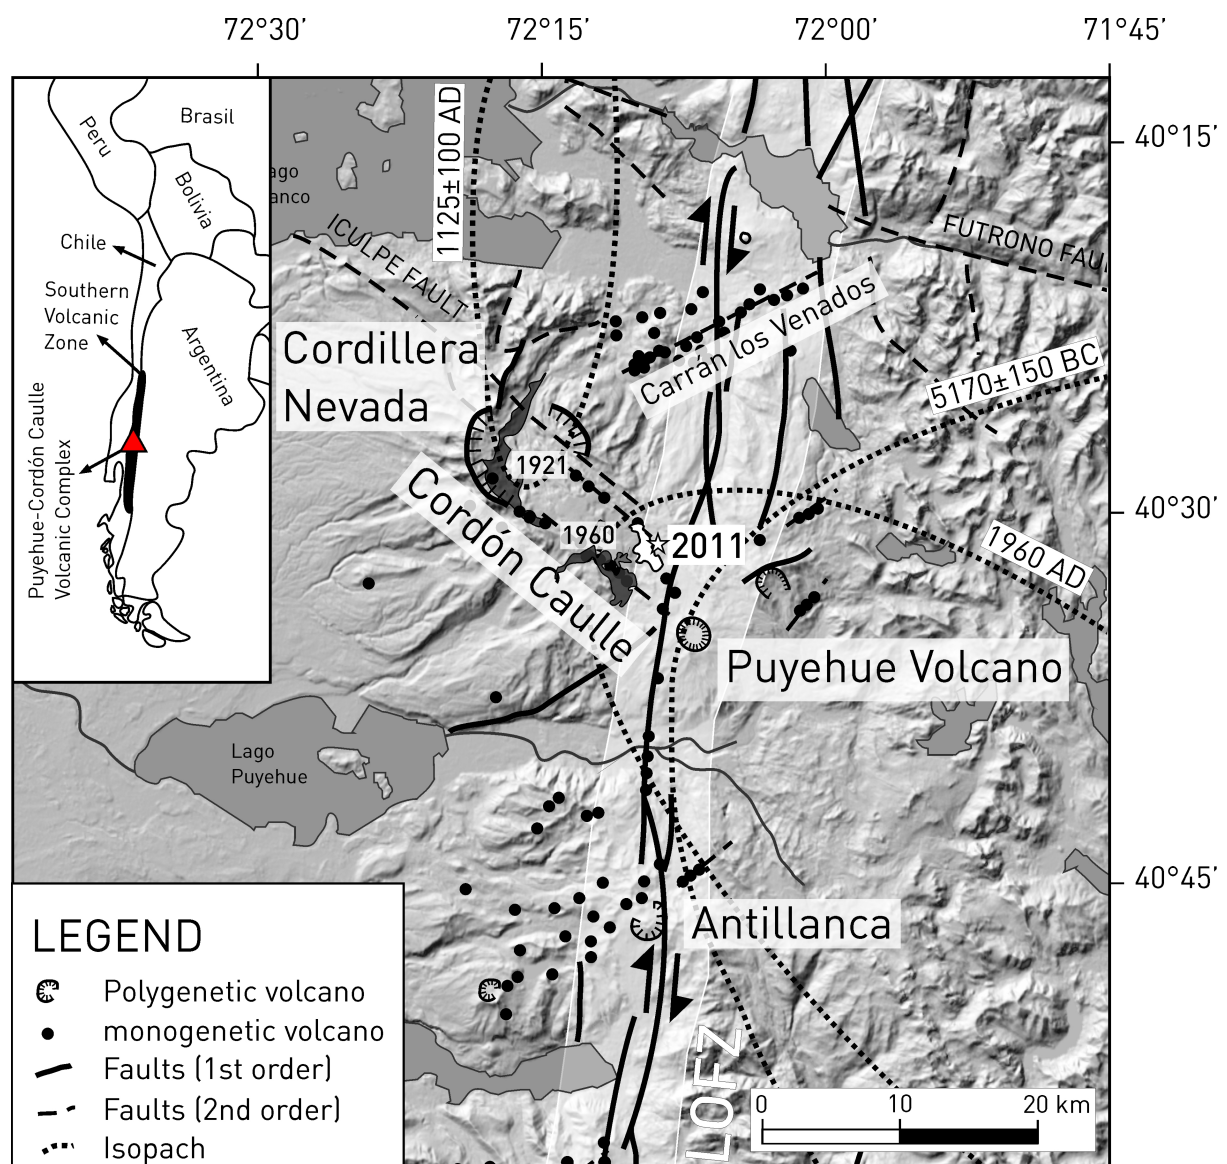 72°30’
72°15’
72°00’
71°45’
40°15’
40°30’
40°45’
Brasil
Peru
Bolivia
Chile
Southern
Volcanic
Zone
Argentina
Puyehue-Cordón Caulle
Volcanic Complex
ago
anco
1125±100 AD
ICULPE FAULT
FUTRONO FAU
Carrán los Venados
5170±150 BC
Cordillera
Nevada
1921
Cordón Caulle
1960
2011
1960 AD
Puyehue Volcano
Lago
Puyehue
Antillanca
LOFZ
0
10
20 km
LEGEND
Polygenetic volcano
monogenetic volcano
Faults (1st order)
Faults (2nd order)
Isopach